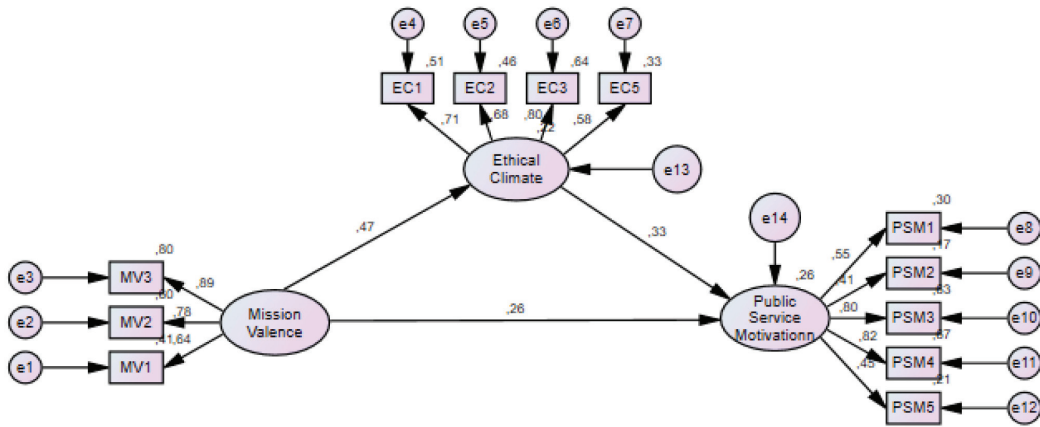 e4 e5 e6 e7
,51 ,46 ,64 ,33
EC1 EC2 EC3 EC5
,71 ,68 ,80 ,58
,22
Ethical
Climate
e13
,47
,33
e14
,26
Public
Service
Motivationn
,26
,80
e3 MV3
,89
,60
e2 MV2
,78
Mission
Valence
,41 ,64
e1 MV1
,30
PSM1 e8
,55
,17
PSM2 e9
,41
,63
PSM3 e10
,80
,67
PSM4 e11
,82
,21
PSM5 e12
,45